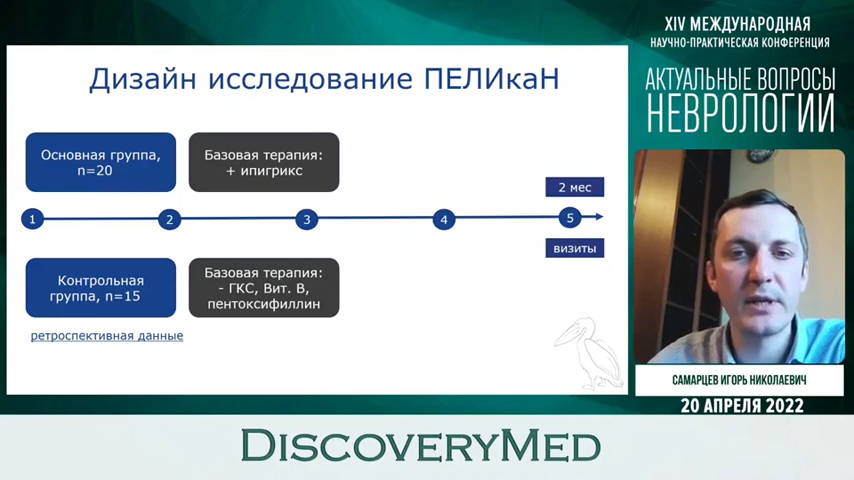 Дизайн исследование ПЕЛИкаН
Основная группа,
n=20
Базовая терапия:
+ ипигрикс
2 мес
1
2
3
4
5
визиты
Контрольная
группа, n=15
Базовая терапия:
- ГКС, Вит. В,
пентоксифиллин
ретроспективная данные
XIV МЕЖДУНАРОДНАЯ
НАУЧНО-ПРАКТИЧЕСКАЯ КОНФЕРЕНЦИЯ
АКТУАЛЬНЫЕ ВОПРОСЫ
НЕВРОЛОГИИ
САМАРЦЕВ ИГОРЬ НИКОЛАЕВИЧ
20 АПРЕЛЯ 2022
DISCOVERYMED